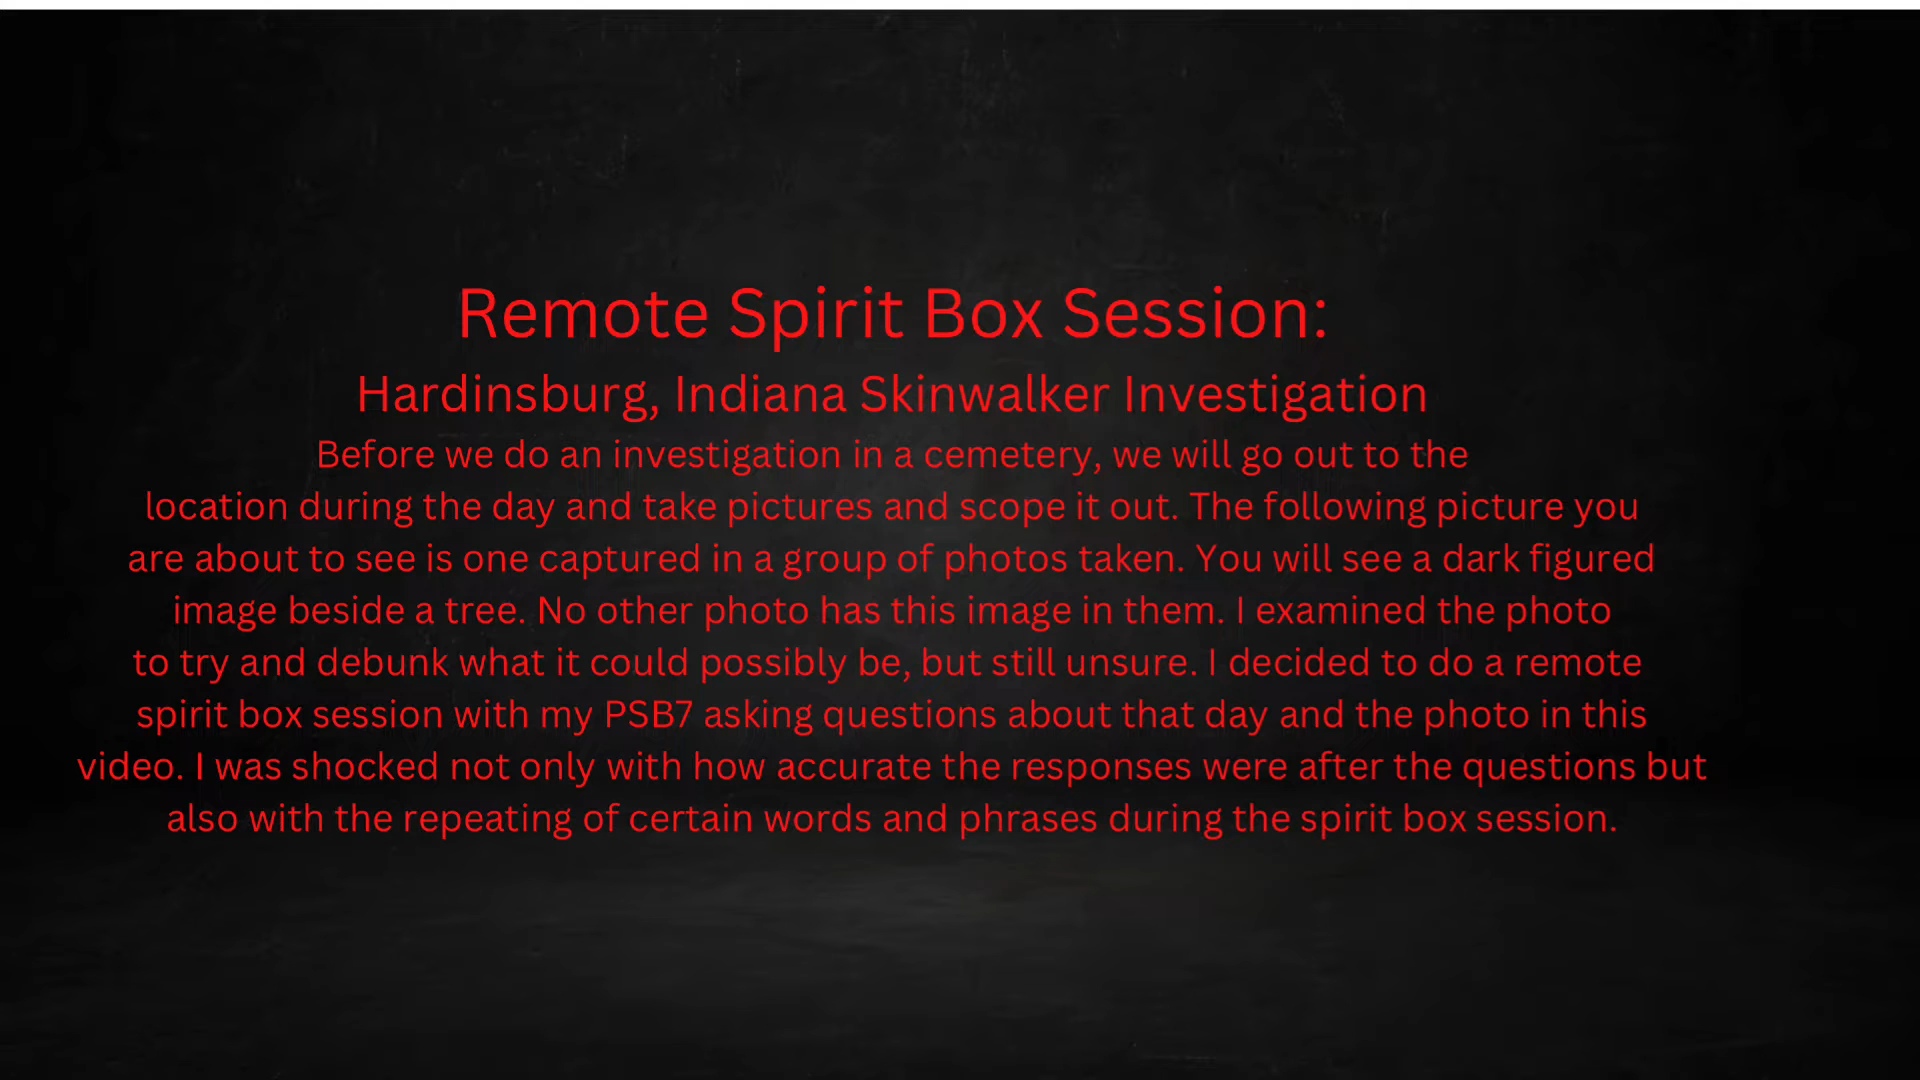 Remote Spirit Box Session:
Hardinsburg, Indiana Skinwalker Investigation
Before we do an investigation in a cemetery, we will go out to the
location during the day and take pictures and scope it out. The following picture you
are about to see is one captured in a group of photos taken. You will see a dark figured
image beside a tree. No other photo has this image in them. I examined the photo
to try and debunk what it could possibly be, but still unsure. I decided to do a remote
spirit box session with my PSB7 asking questions about that day and the photo in this
video. I was shocked not only with how accurate the responses were after the questions but
also with the repeating of certain words and phrases during the spirit box session.